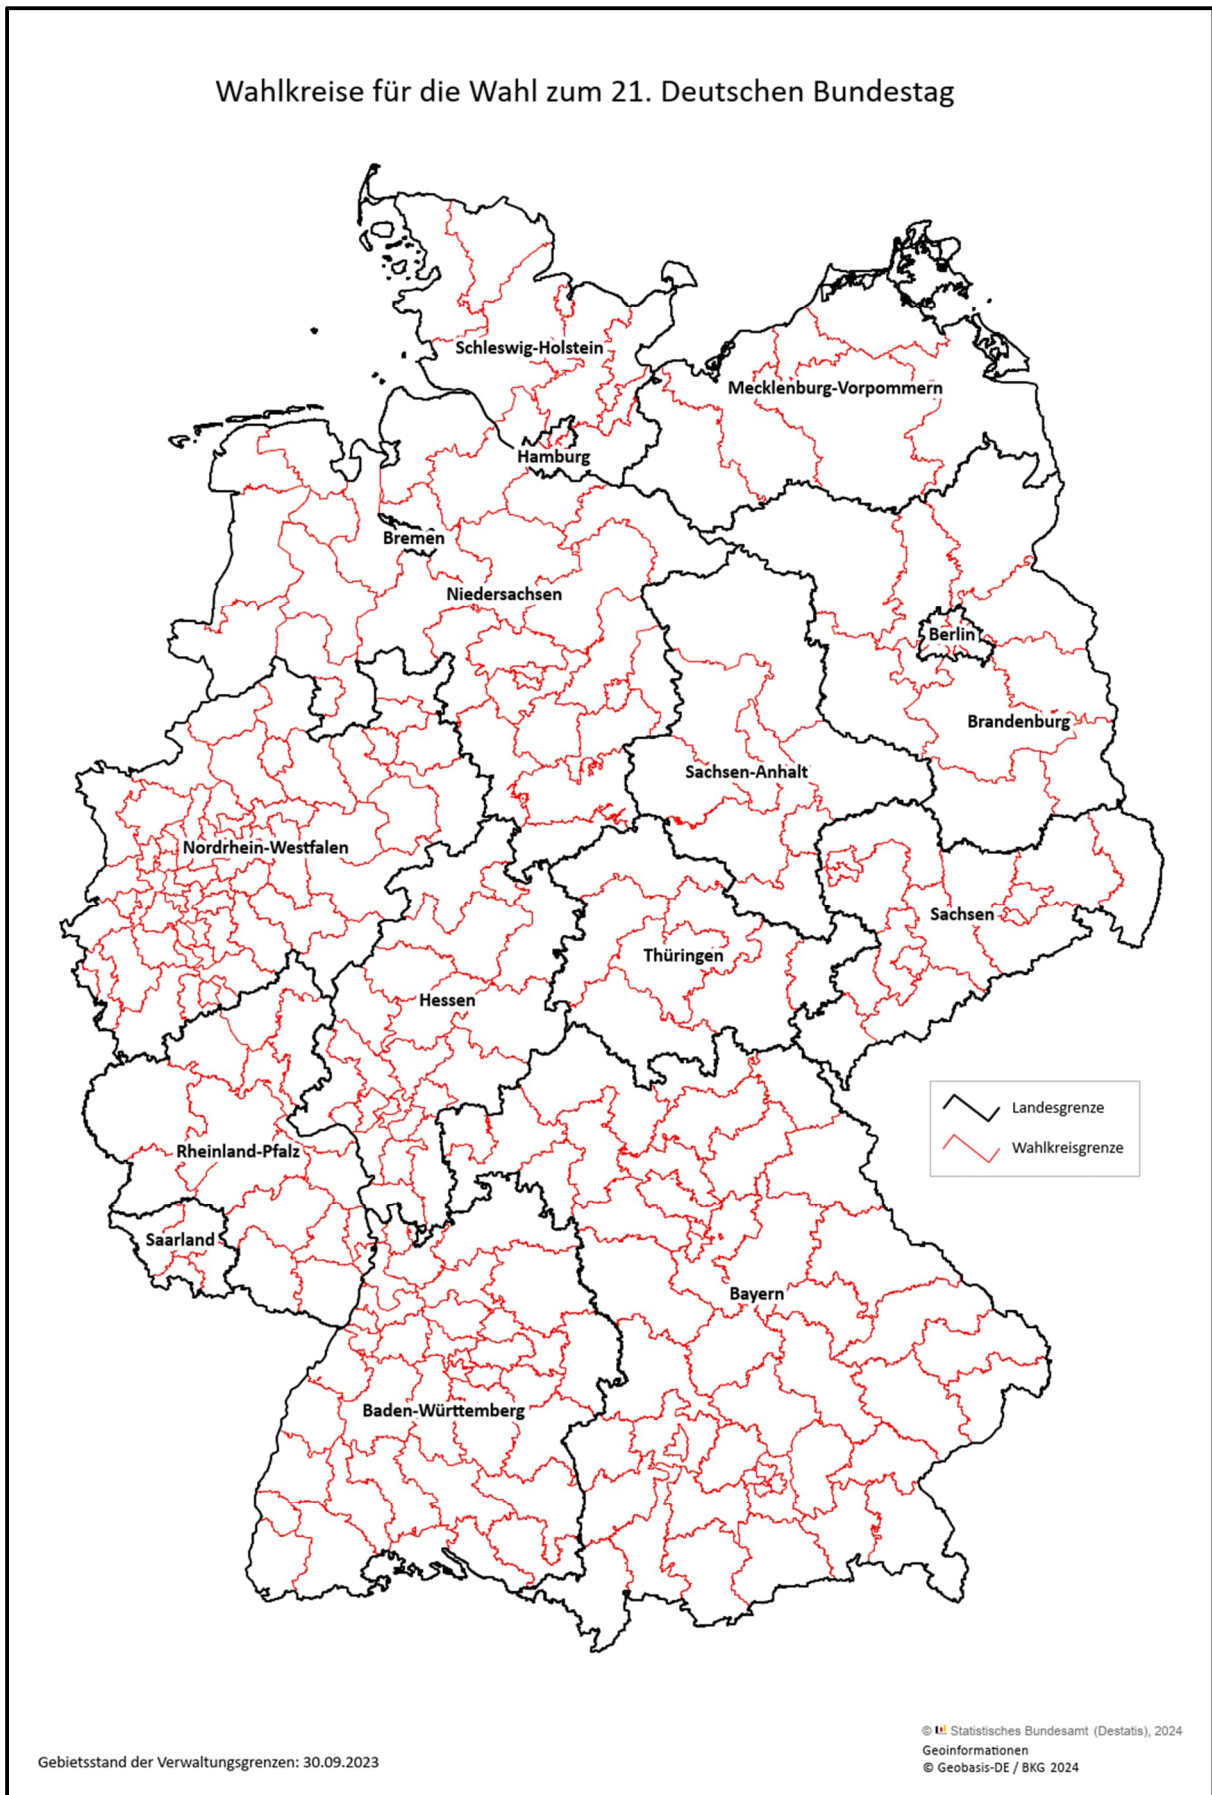 Wahlkreise für die Wahl zum 21. Deutschen Bundestag
Schleswig-Holstein
Mecklenburg-Vorpommern
Hamburg
Bremen
Niedersachsen
Berlin
Brandenburg
Sachsen-Anhalt
Nordrhein-Westfalen
Sachsen
Thüringen
Hessen
Landesgrenze
Wahlkreisgrenze
Rheinland-Pfalz
Saarland
Bayern
Baden-Württemberg
© Statistisches Bundesamt (Destatis), 2024
Geoinformationen
© Geobasis-DE / BKG 2024
Gebietsstand der Verwaltungsgrenzen: 30.09.2023